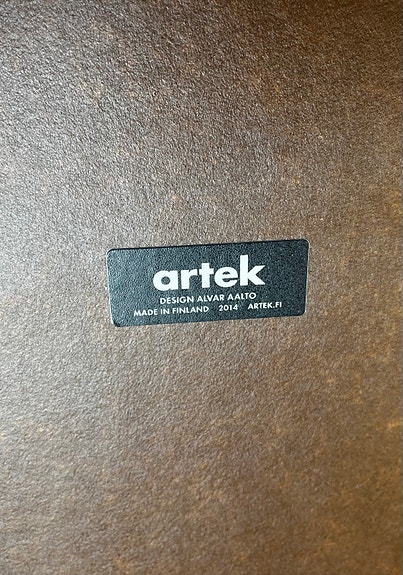 artek
DESIGN ALVAR AALTO
MADE IN FINLAND 2014 ARTEK.FI